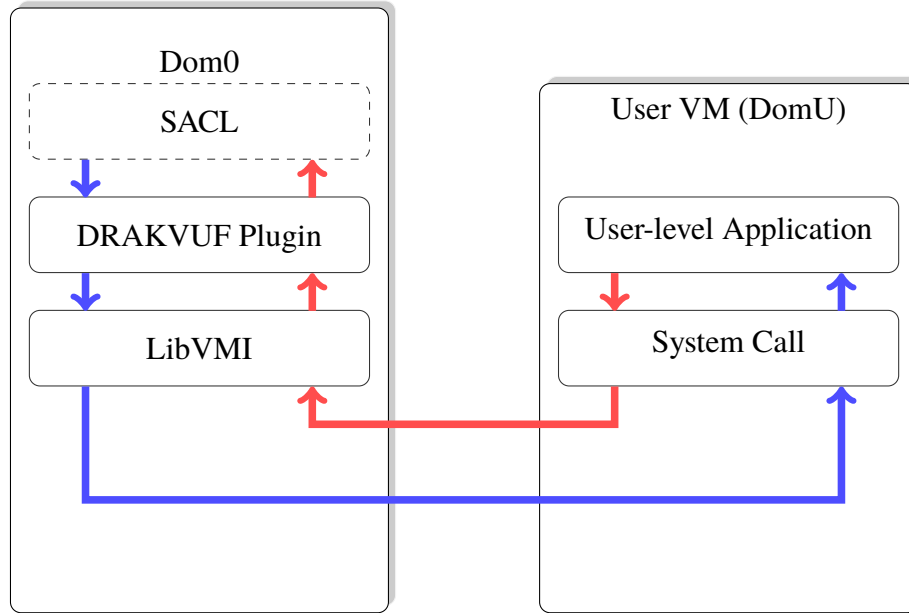 Dom0
SACL
DRAKVUF Plugin
LibVMI
User VM (DomU)
User-level Application
System Call